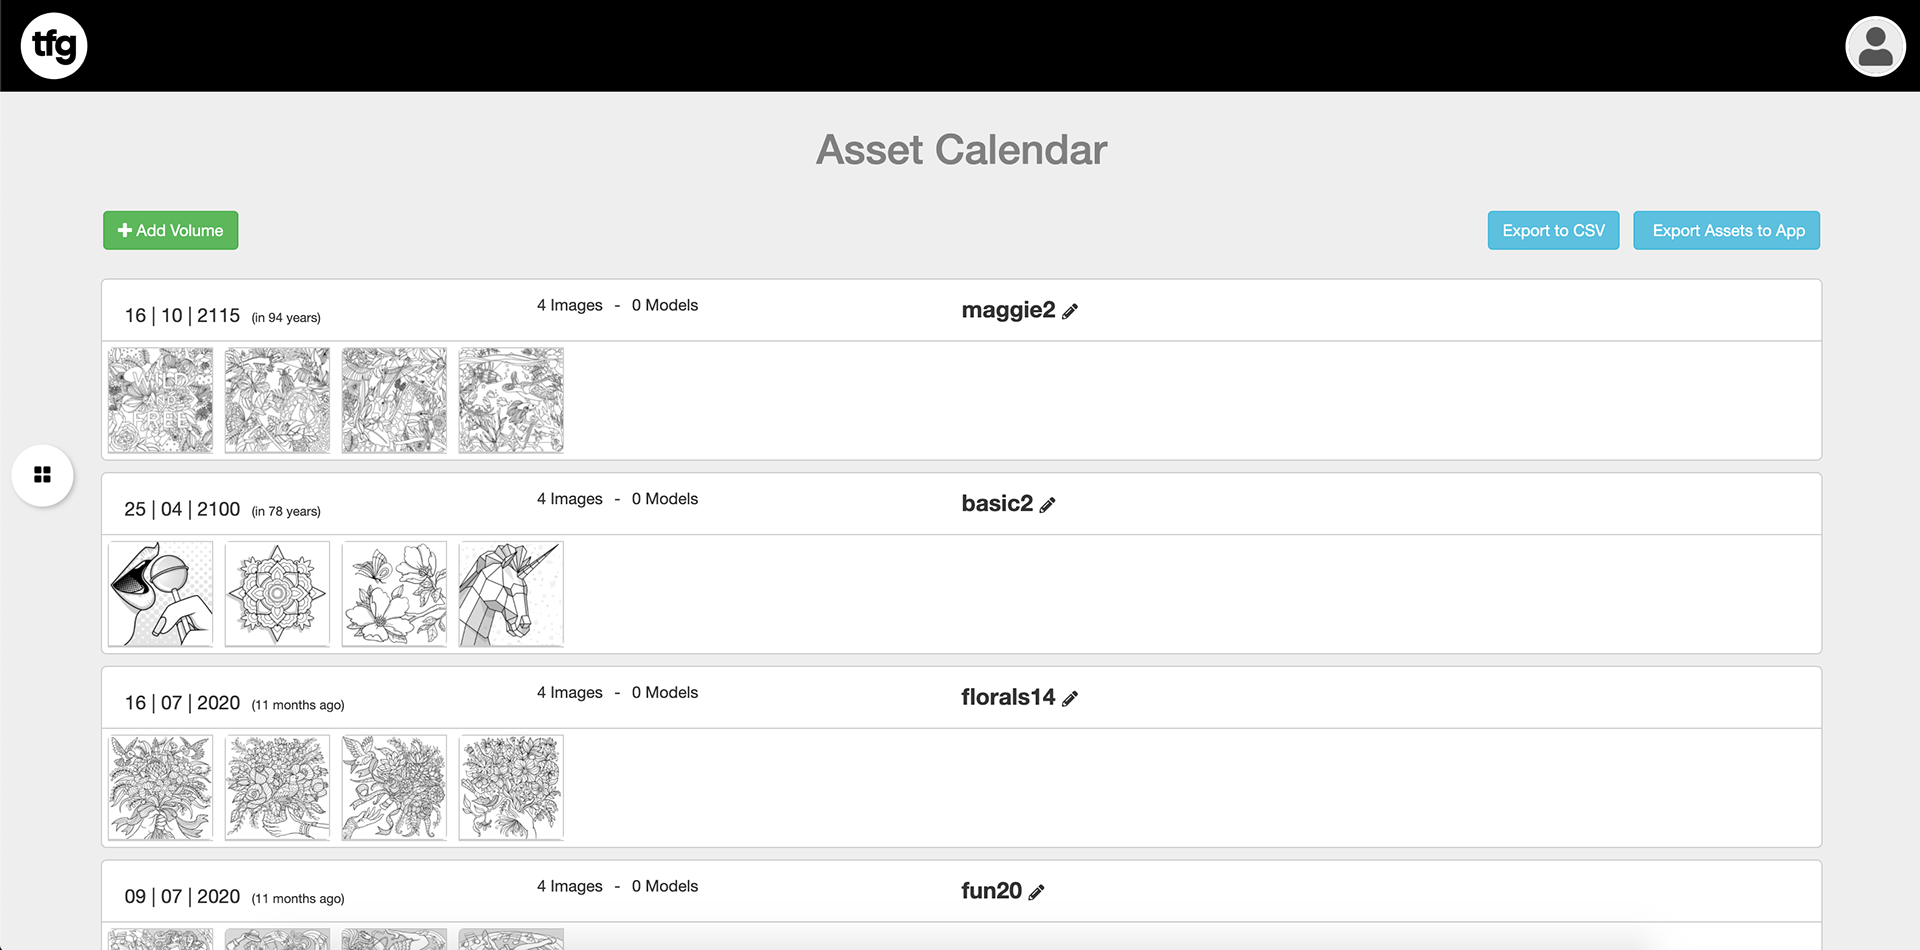 tfg
Asset Calendar
Add Volume
Export to CSV
Export Assets to App
16 | 10 | 2115 (in 94 years)
4 Images - 0 Models
maggie2
WILD
FREE
25 | 04 | 2100 (in 78 years)
4 Images - 0 Models
basic2
16 | 07 | 2020 (11 months ago)
4 Images - 0 Models
florals14
09 | 07 | 2020 (11 months ago)
4 Images - 0 Models
fun20